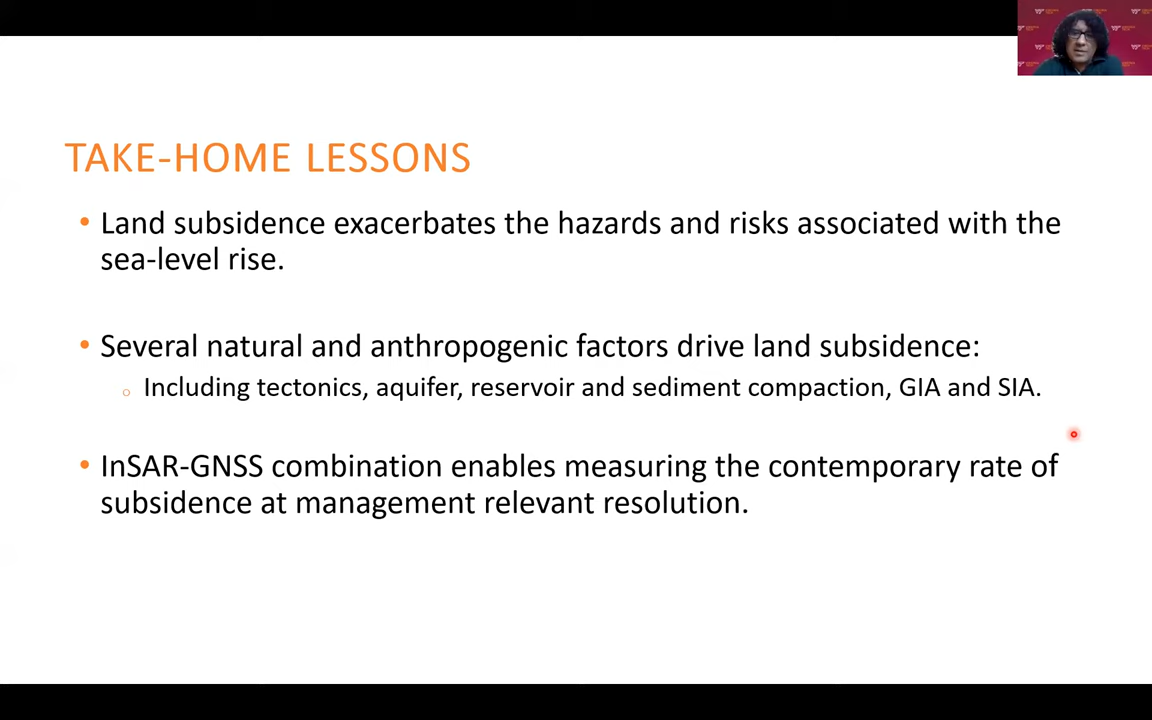 TAKE-HOME LESSONS
• Land subsidence exacerbates the hazards and risks associated with the
sea-level rise.
• Several natural and anthropogenic factors drive land subsidence:
o Including tectonics, aquifer, reservoir and sediment compaction, GIA and SIA.
• InSAR-GNSS combination enables measuring the contemporary rate of
subsidence at management relevant resolution.